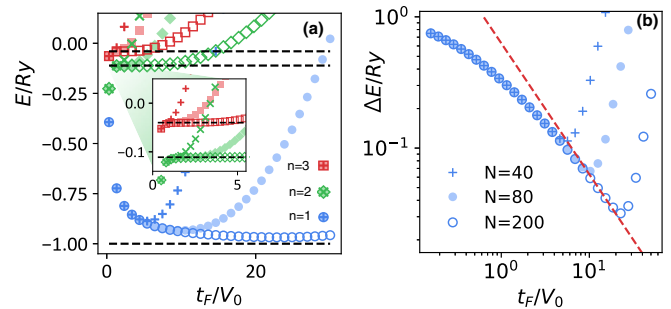 (a)
E/Ry
0.00
−0.25
−0.50
−0.75
−1.00
0.0
−0.1
0
5
n=3
n=2
n=1
0
10
20
30
t_F/V_0
(b)
ΔE/Ry
10^0
10^{-1}
N=40
N=80
N=200
10^0
10^1
t_F/V_0